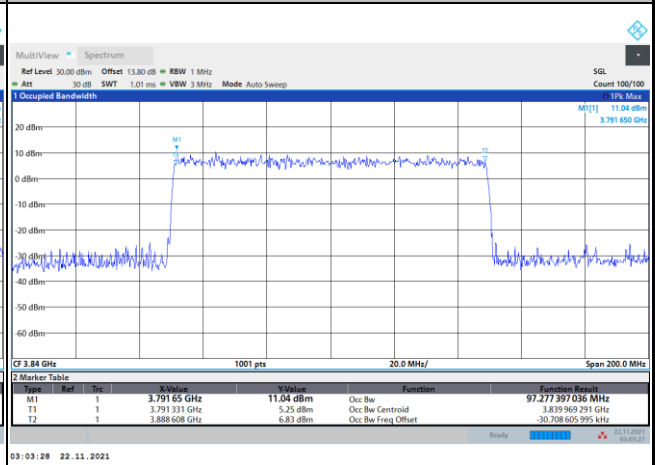 MultiView Spectrum
Ref Level 30.00 dBm Offset 13.80 dB RBW 1 MHz SGL
Att 30 dB SWT 1.01 ms VBW 3 MHz Mode Auto Sweep Count 100/100
1 Occupied Bandwidth 1Pk Max
M1[1] 11.04 dBm
3.791 650 GHz
20 dBm
M1
10 dBm
T1
T2
0 dBm
-10 dBm
-20 dBm
-30 dBm
-40 dBm
-50 dBm
-60 dBm
CF 3.84 GHz 1001 pts 20.0 MHz/ Span 200.0 MHz
2 Marker Table
Type Ref Trc X-Value Y-Value Function Function Result
M1 1 3.791 65 GHz 11.04 dBm Occ Bw 97.277 397 036 MHz
T1 1 3.791 331 GHz 5.25 dBm Occ Bw Centroid 3.839 969 291 GHz
T2 1 3.888 608 GHz 6.83 dBm Occ Bw Freq Offset -30.708 605 995 kHz
Ready 22.11.2021
03:03:27
03:03:28 22.11.2021